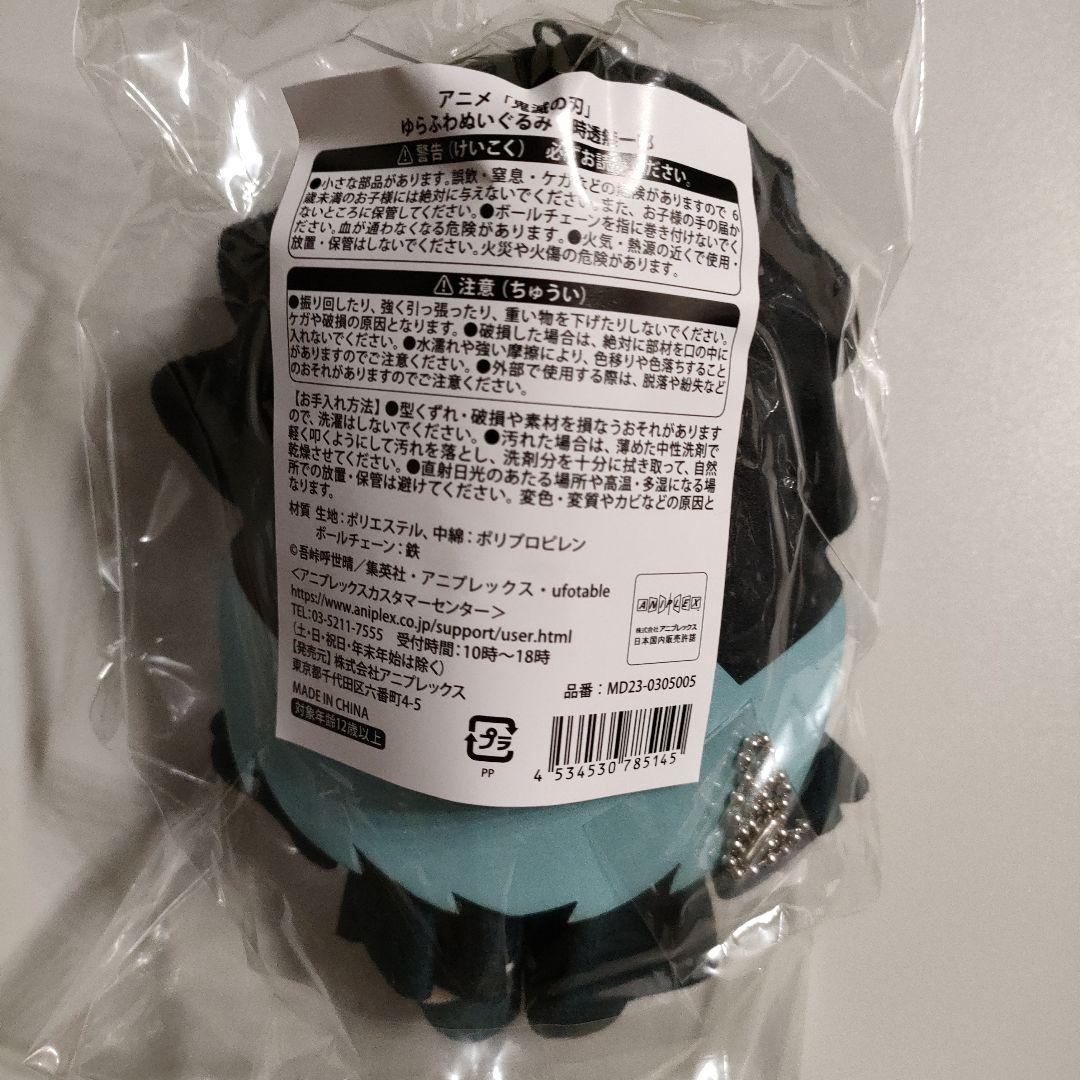 アニメ「鬼滅の刃」
ゆらふわぬいぐるみ 時透無一郎
警告(けいこく) 必ずお読みください。
●小さな部品があります。誤飲・窒息・ケガなどの危険がありますので6
歳未満のお子様には絶対に与えないでください。また、お子様の手の届か
ないところに保管してください。●ボールチェーンを指に巻き付けないでく
ださい。血が通わなくなる危険があります。●火気・熱源の近くで使用・
放置・保管はしないでください。火災や火傷の危険があります。
注意(ちゅうい)
●振り回したり、強く引っ張ったり、重い物を下げたりしないでください。
ケガや破損の原因となります。●破損した場合は、絶対に部材を口の中に
入れないでください。●水濡れや強い摩擦により、色移りや色落ちすること
がありますのでご注意ください。●外部で使用する際は、脱落や紛失など
のおそれがありますのでご注意ください。
【お手入れ方法】●型くずれ・破損や素材を損なうおそれがあります
ので、洗濯はしないでください。●汚れた場合は、薄めた中性洗剤で
軽く叩くようにして汚れを落とし、洗剤分を十分に拭き取って、自然
乾燥させてください。●直射日光のあたる場所や高温・多湿になる場
所での放置・保管は避けてください。変色・変質やカビなどの原因と
なります。
材質 生地:ポリエステル、中綿:ポリプロピレン
ボールチェーン:鉄
©吾峠呼世晴/集英社・アニプレックス・ufotable
<アニプレックスカスタマーセンター>
https://www.aniplex.co.jp/support/user.html
TEL:03-5211-7555 受付時間:10時～18時
(土・日・祝日・年末年始は除く)
【発売元】株式会社アニプレックス
東京都千代田区六番町4-5
MADE IN CHINA
対象年齢12歳以上
ANIPLEX
株式会社アニプレックス
日本国内販売許諾
品番:MD23-0305005
プラ
PP
4 534530 785145